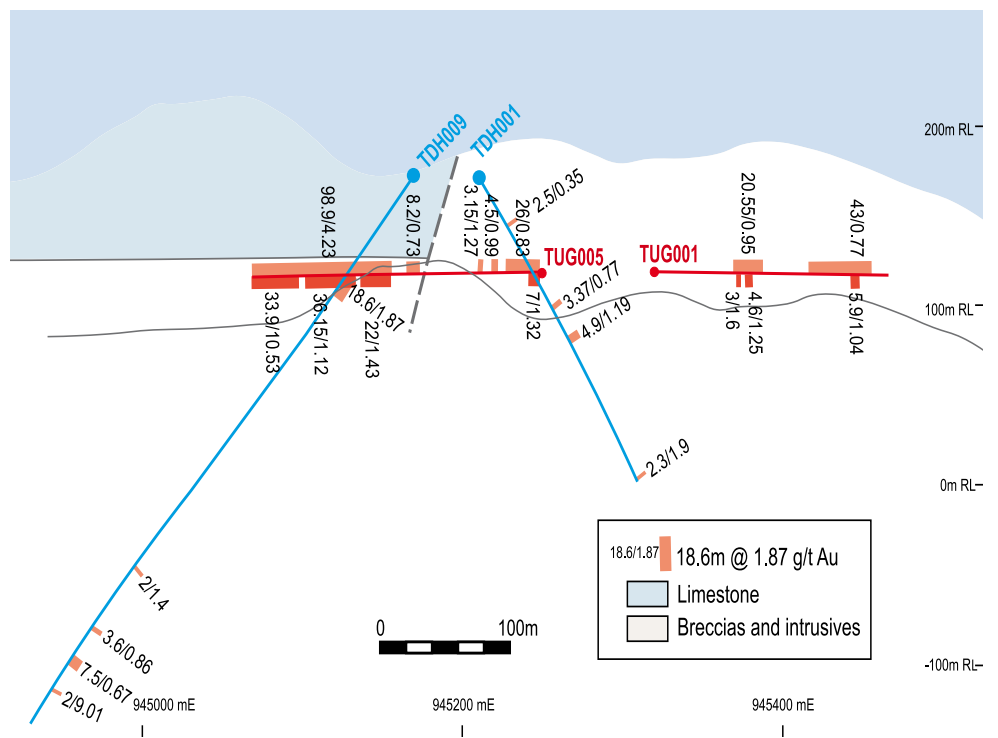 TDH009
TDH001
200m RL
98.9/4.23
8.2/0.73
3.15/1.27
4.5/0.99
26/0.83
2.5/0.35
20.55/0.95
43/0.77
TUG005
TUG001
33.9/10.53
36.15/1.12
18.6/1.87
22/1.43
7/1.32
3.37/0.77
4.9/1.19
3/1.6
4.6/1.25
5.9/1.04
100m RL
2.3/1.9
0m RL
18.6/1.87 18.6m @ 1.87 g/t Au
Limestone
Breccias and intrusives
2/1.4
3.6/0.86
7.5/0.67
2/9.01
0 100m
-100m RL
945000 mE 945200 mE 945400 mE